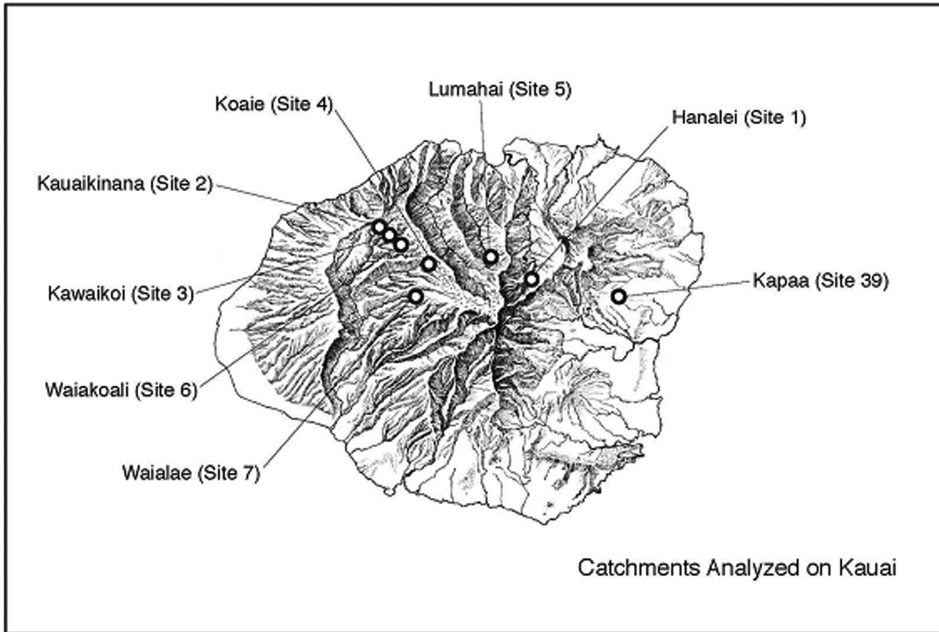 Lumahai (Site 5)
Koaie (Site 4)
Hanalei (Site 1)
Kauaikinana (Site 2)
Kapaa (Site 39)
Kawaikoi (Site 3)
Waiakoali (Site 6)
Waialae (Site 7)
Catchments Analyzed on Kauai